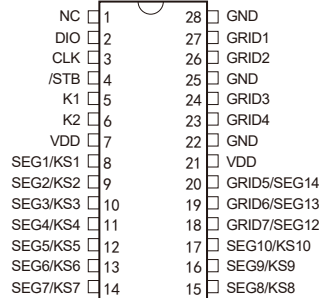 NC 1 28 GND
DIO 2 27 GRID1
CLK 3 26 GRID2
/STB 4 25 GND
K1 5 24 GRID3
K2 6 23 GRID4
VDD 7 22 GND
SEG1/KS1 8 21 VDD
SEG2/KS2 9 20 GRID5/SEG14
SEG3/KS3 10 19 GRID6/SEG13
SEG4/KS4 11 18 GRID7/SEG12
SEG5/KS5 12 17 SEG10/KS10
SEG6/KS6 13 16 SEG9/KS9
SEG7/KS7 14 15 SEG8/KS8